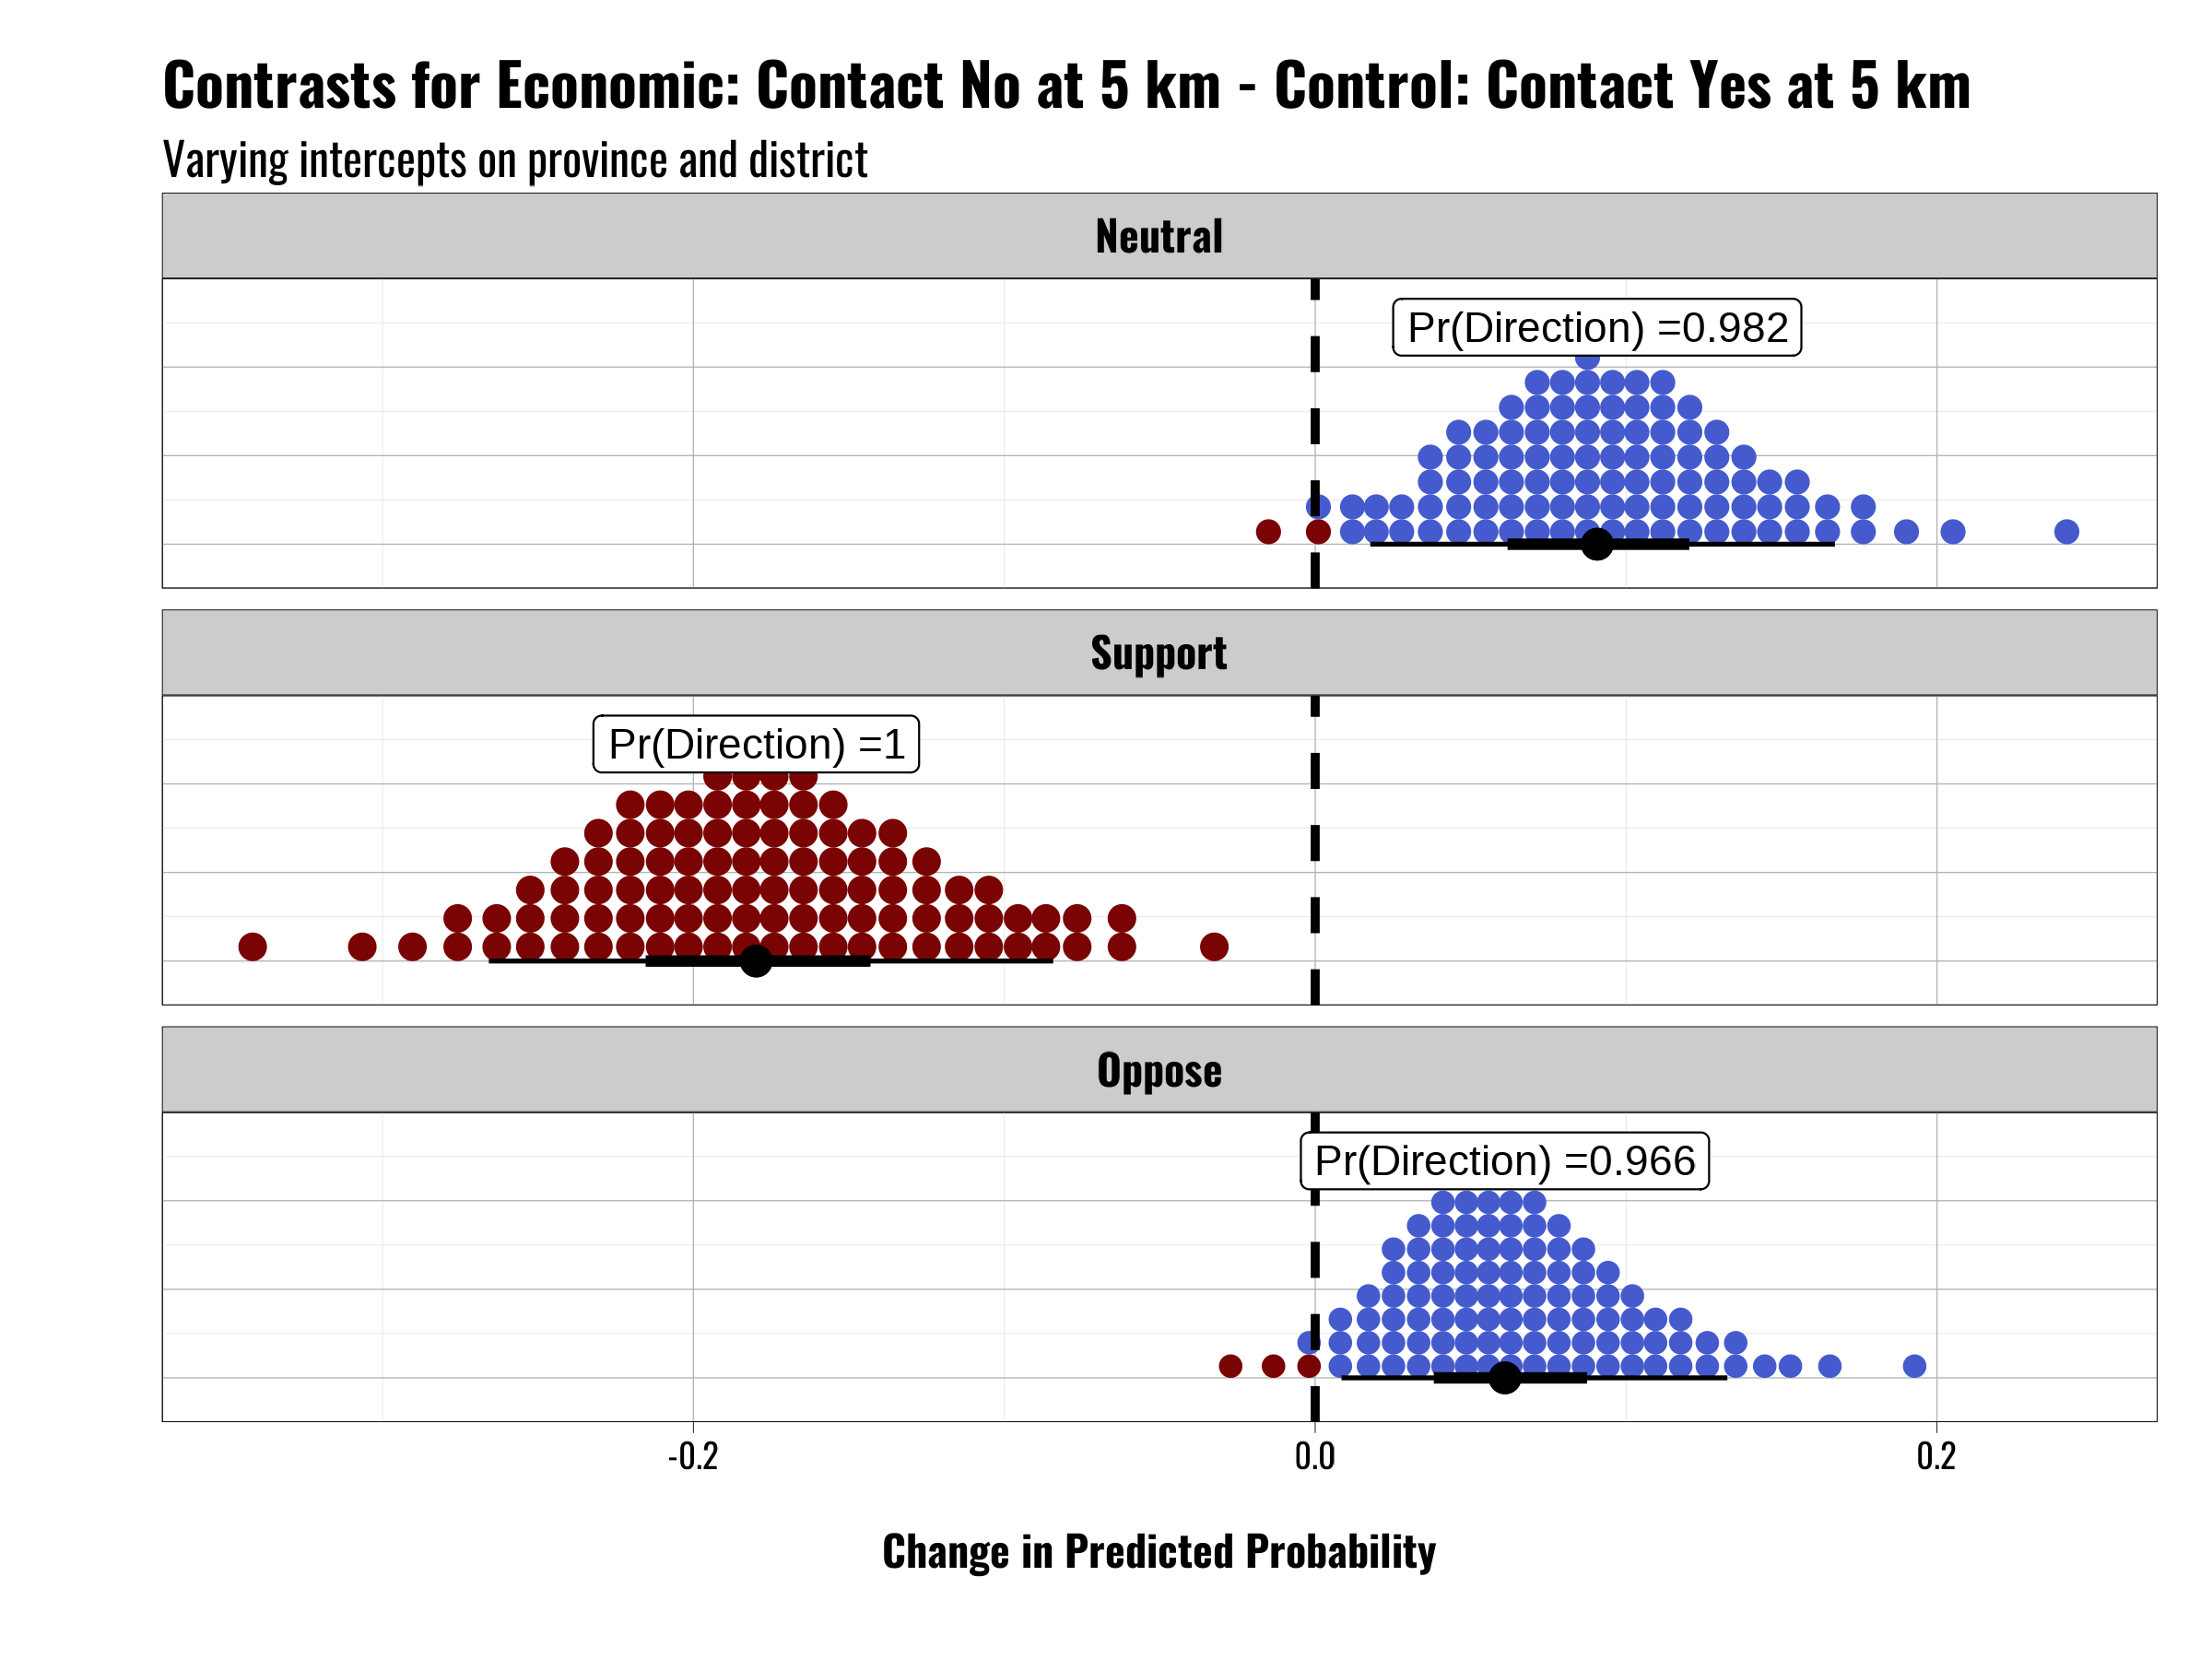 Contrasts for Economic: Contact No at 5 km - Control: Contact Yes at 5 km
Varying intercepts on province and district
Neutral
Pr(Direction) =0.982
Support
Pr(Direction) =1
Oppose
Pr(Direction) =0.966
-0.2 0.0 0.2
Change in Predicted Probability